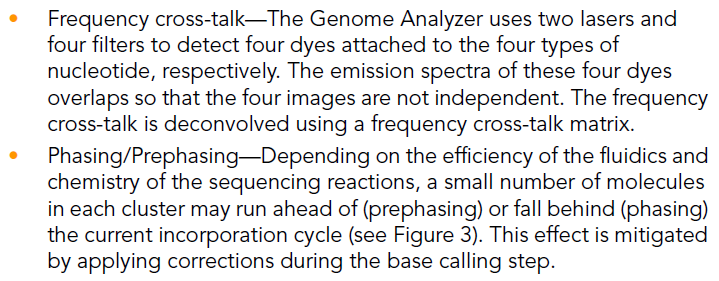 • Frequency cross-talk—The Genome Analyzer uses two lasers and
four filters to detect four dyes attached to the four types of
nucleotide, respectively. The emission spectra of these four dyes
overlaps so that the four images are not independent. The frequency
cross-talk is deconvolved using a frequency cross-talk matrix.
• Phasing/Prephasing—Depending on the efficiency of the fluidics and
chemistry of the sequencing reactions, a small number of molecules
in each cluster may run ahead of (prephasing) or fall behind (phasing)
the current incorporation cycle (see Figure 3). This effect is mitigated
by applying corrections during the base calling step.